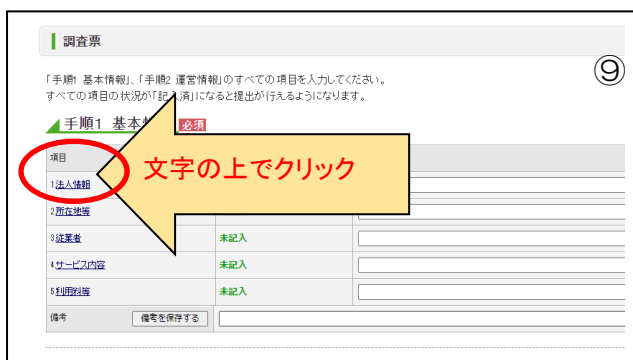 調査票
⑨
「手順1 基本情報」、「手順2 運営情報」のすべての項目を入力してください。
すべての項目の状況が「記入済」になると提出が行えるようになります。
手順1 基本 必須
項目
文字の上でクリック
1.法人情報
2.所在地等
3.従業者 未記入
4.サービス内容 未記入
5.利用料等 未記入
備考 備考を保存する